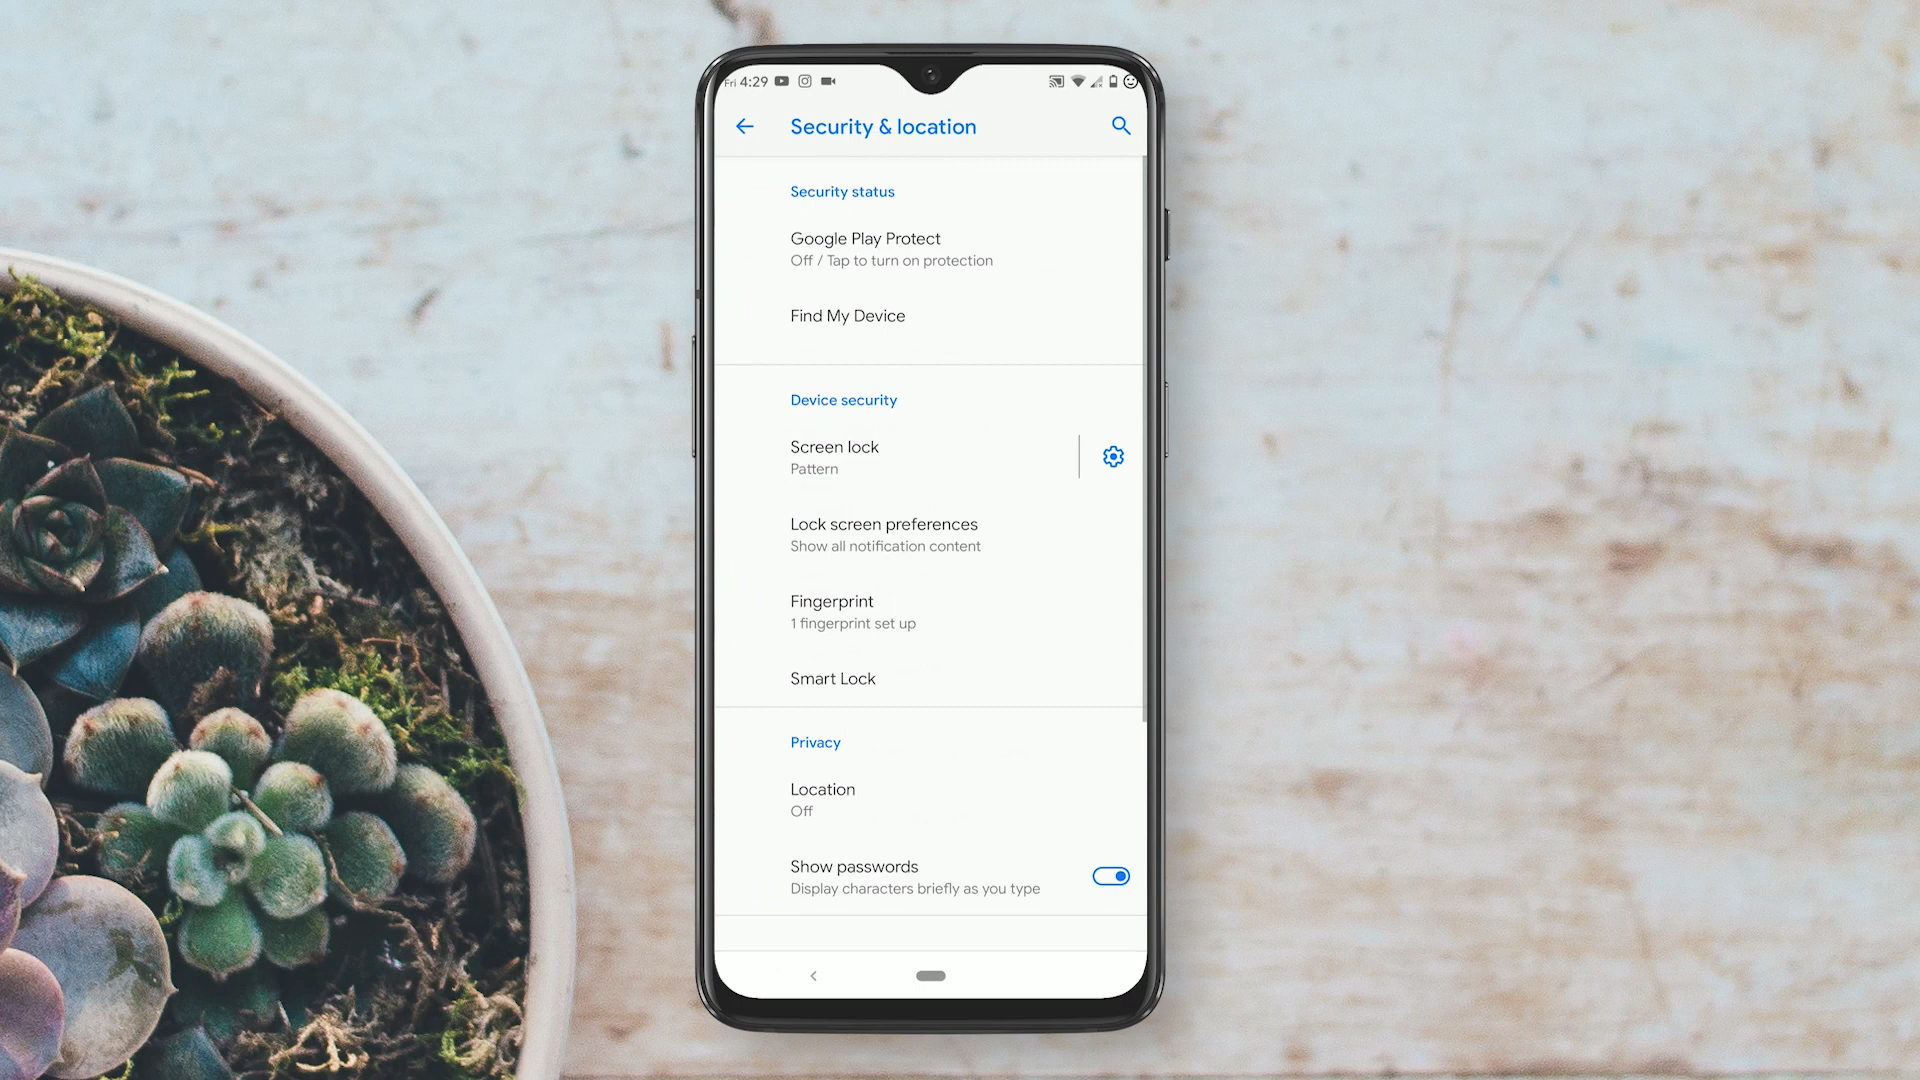 Fri 4:29
Security & location
Security status
Google Play Protect
Off / Tap to turn on protection
Find My Device
Device security
Screen lock
Pattern
Lock screen preferences
Show all notification content
Fingerprint
1 fingerprint set up
Smart Lock
Privacy
Location
Off
Show passwords
Display characters briefly as you type